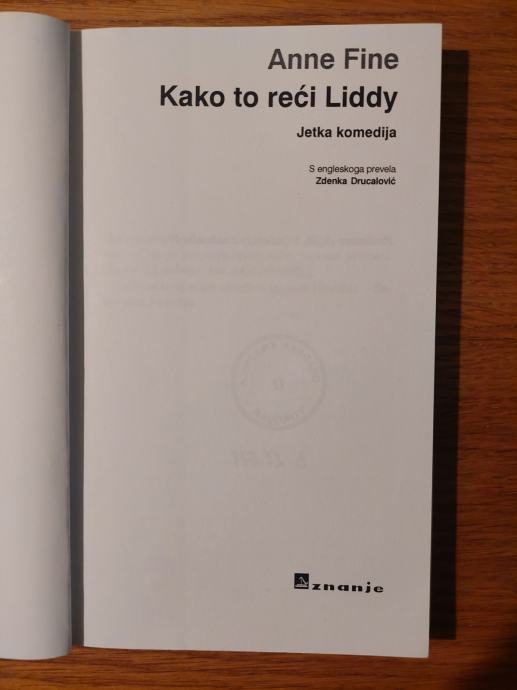 Anne Fine
Kako to reći Liddy
Jetka komedija
S engleskoga prevela
Zdenka Drucalović
znanje